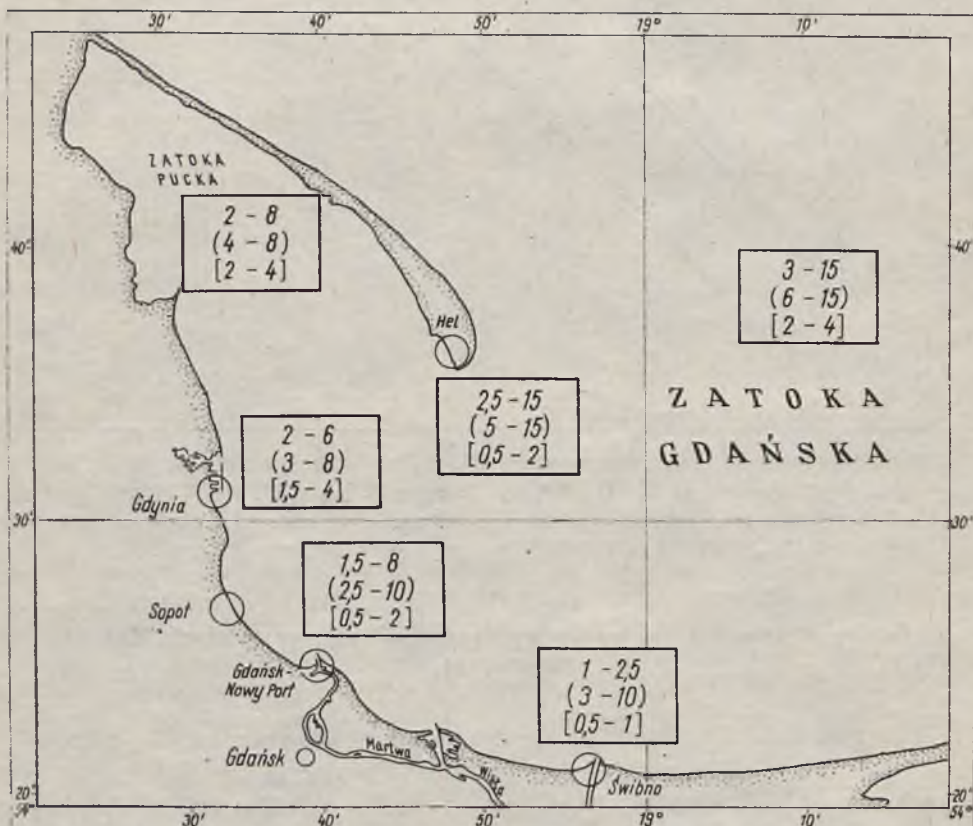 30' 40' 50' 19° 10'
ZATOKA
PUCKA
2 - 8
(4 - 8)
[2 - 4]
40' 40'
3 - 15
(6 - 15)
[2 - 4]
Hel
2,5 - 15
(5 - 15)
[0,5 - 2]
ZATOKA
GDAŃSKA
2 - 6
(3 - 8)
[1,5 - 4]
Gdynia
30' 30'
1,5 - 8
(2,5 - 10)
[0,5 - 2]
Sopot
Gdańsk-
Nowy Port
1 - 2,5
(3 - 10)
[0,5 - 1]
Gdańsk
Martwa
Wisła
Świbno
20' 20'
54° 54°
30' 40' 50' 19° 10'